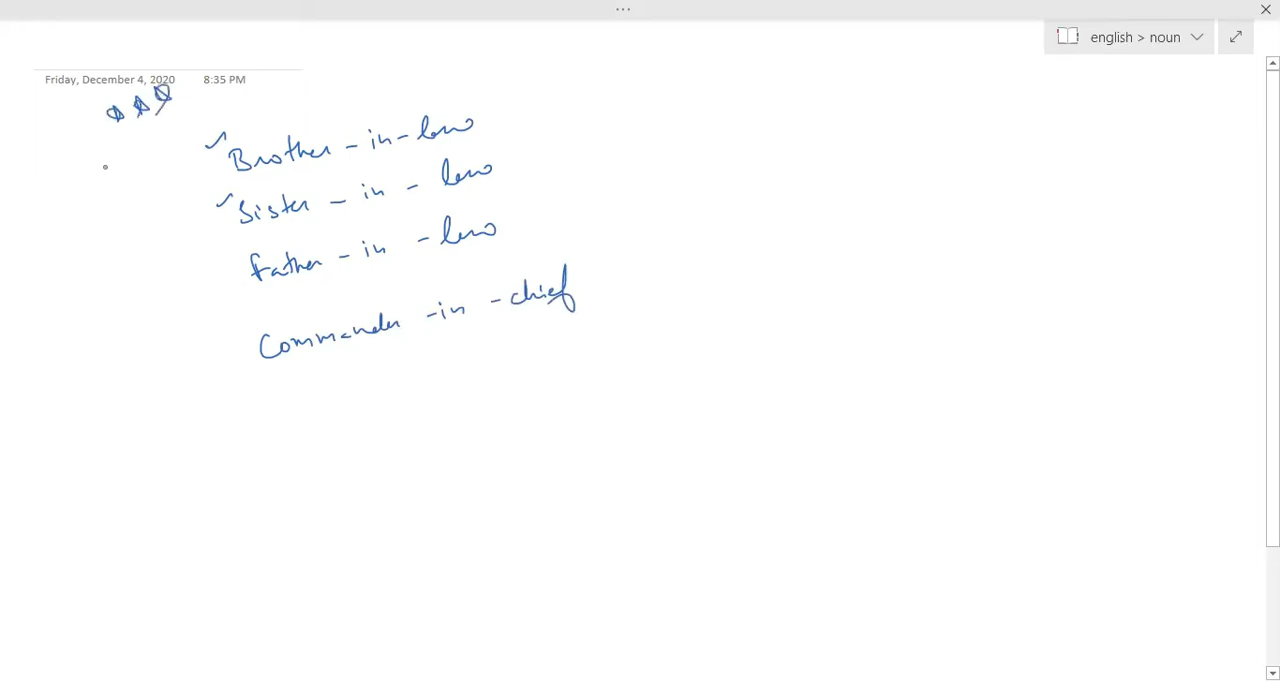 english > noun
Friday, December 4, 2020 8:35 PM
Brother - in - law
Sister - in - law
Father - in - law
Commander - in - chief